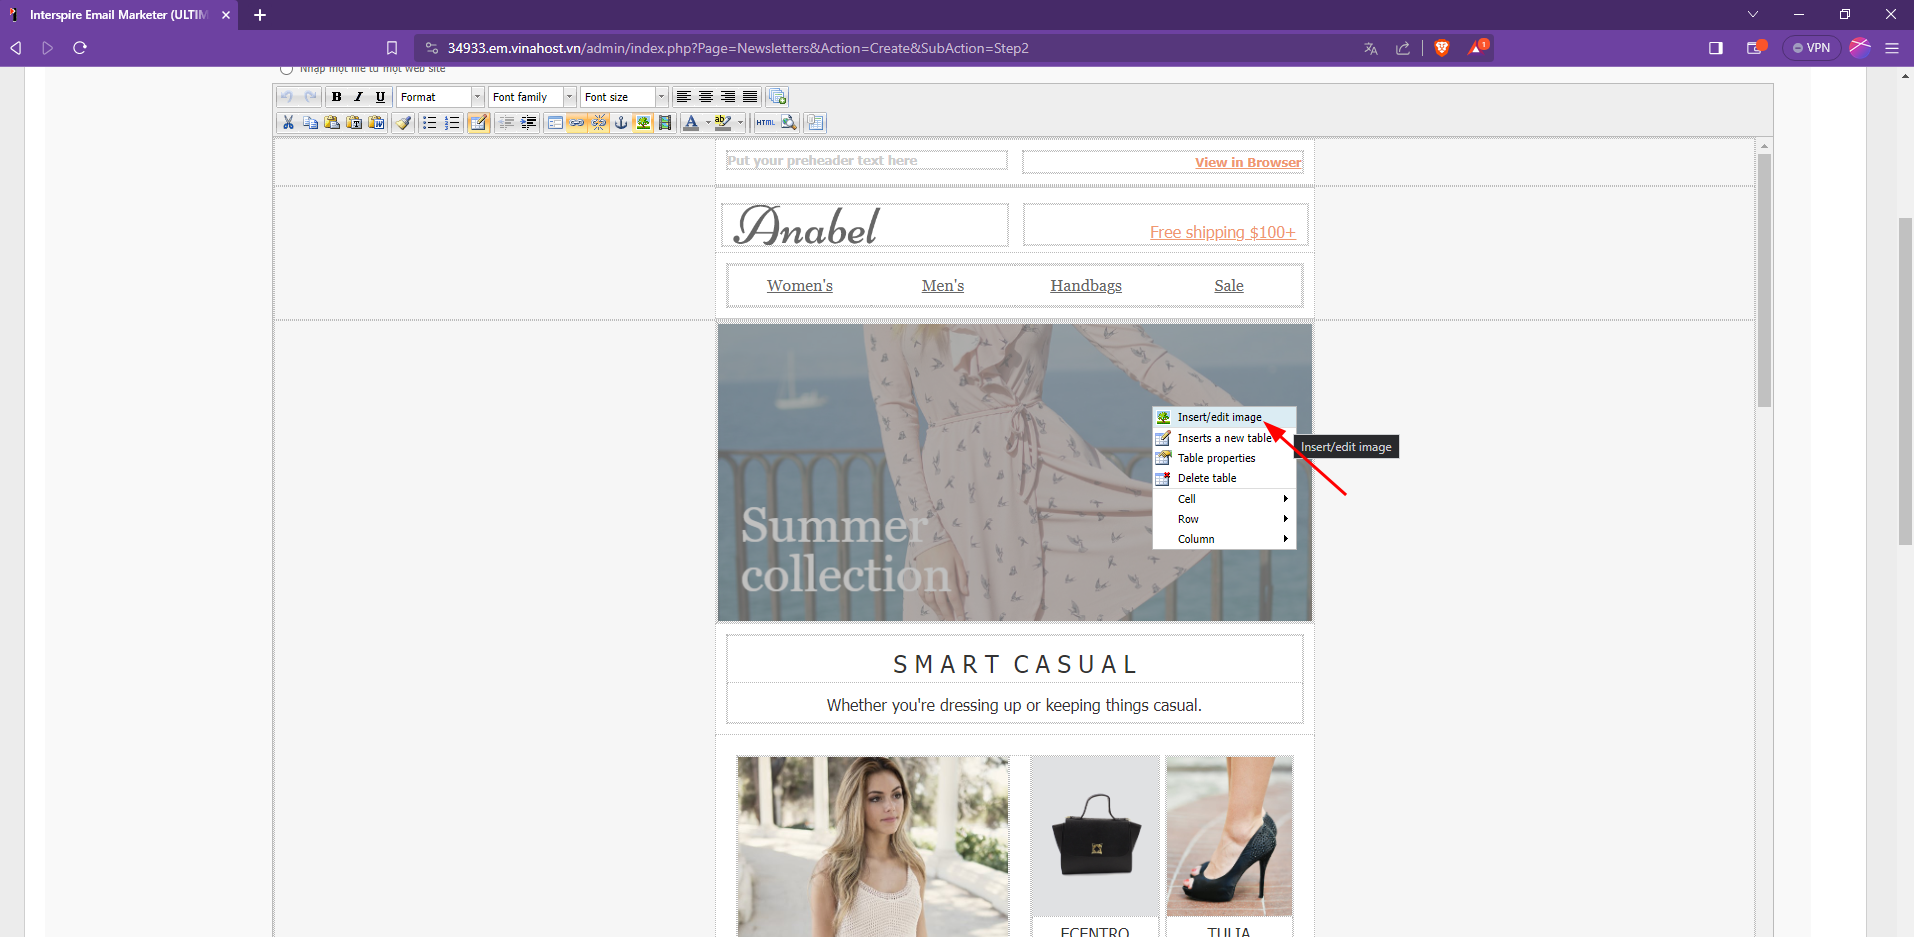 Interspire Email Marketer (ULTIM
34933.em.vinahost.vn/admin/index.php?Page=Newsletters&Action=Create&SubAction=Step2
1
VPN
Nhập một file từ một web site
B I U
Format
Font family
Font size
A
ab
HTML
Put your preheader text here
View in Browser
Anabel
Free shipping $100+
Women's
Men's
Handbags
Sale
Insert/edit image
Inserts a new table
Insert/edit image
Table properties
Delete table
Cell
Row
Column
Summer
collection
SMART CASUAL
Whether you're dressing up or keeping things casual.
ECENTRO
TULIA